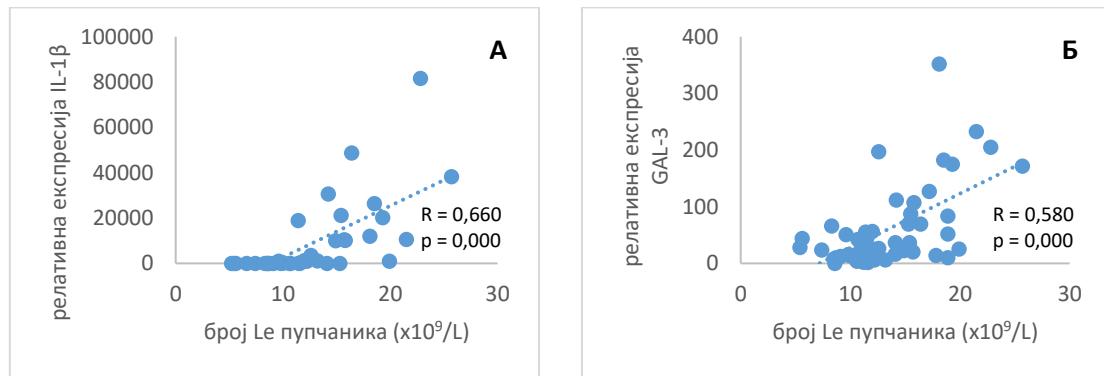 А
релативна експресија IL-1β
100000
80000
60000
40000
20000
0
R = 0,660
p = 0,000
0 10 20 30
број Le пупчаника (x10⁹/L)
Б
релативна експресија
GAL-3
400
300
200
100
0
R = 0,580
p = 0,000
0 10 20 30
број Le пупчаника (x10⁹/L)